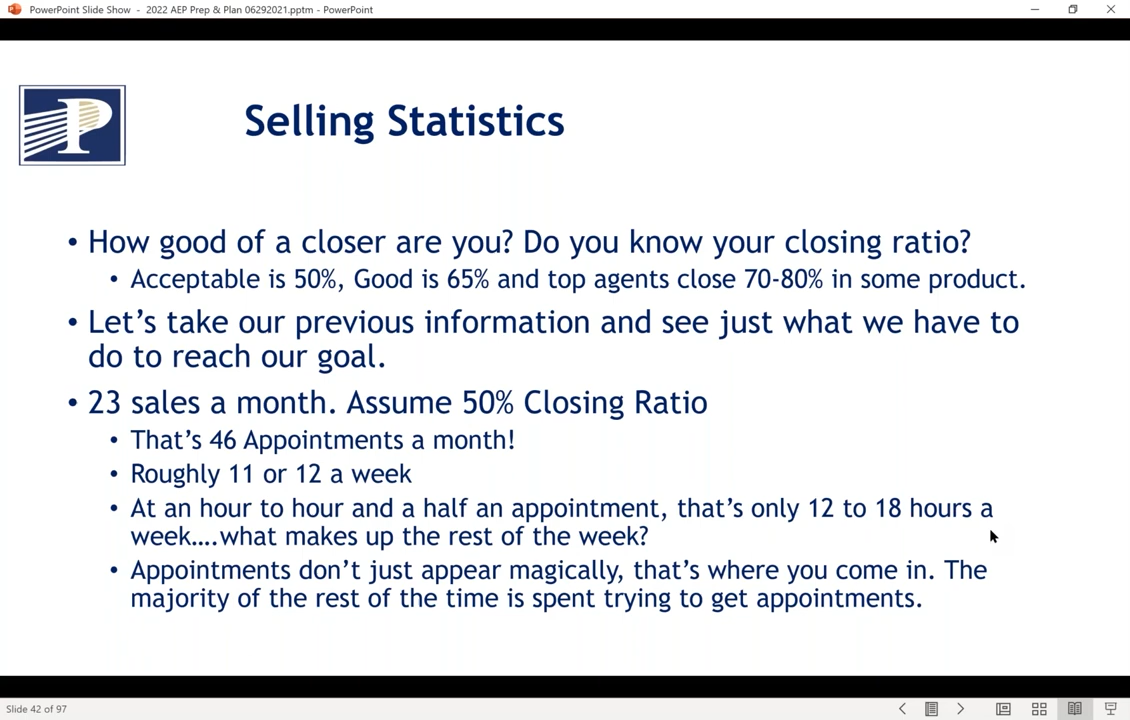 PowerPoint Slide Show - 2022 AEP Prep & Plan 06292021.pptm - PowerPoint
P
Selling Statistics
• How good of a closer are you? Do you know your closing ratio?
• Acceptable is 50%, Good is 65% and top agents close 70-80% in some product.
• Let’s take our previous information and see just what we have to
do to reach our goal.
• 23 sales a month. Assume 50% Closing Ratio
• That’s 46 Appointments a month!
• Roughly 11 or 12 a week
• At an hour to hour and a half an appointment, that’s only 12 to 18 hours a
week….what makes up the rest of the week?
• Appointments don’t just appear magically, that’s where you come in. The
majority of the rest of the time is spent trying to get appointments.
Slide 42 of 97